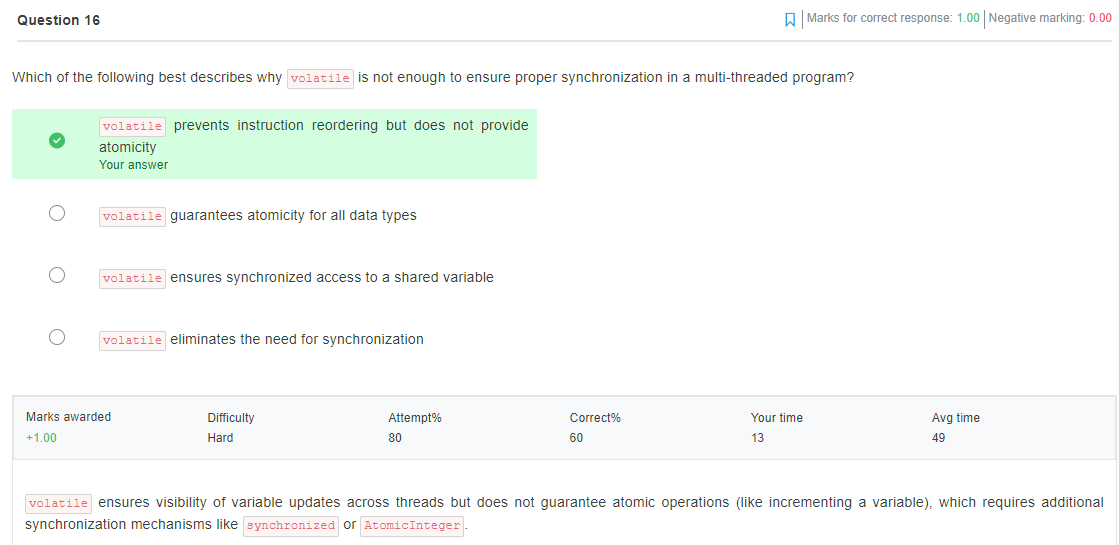 Question 16
Marks for correct response: 1.00 Negative marking: 0.00
Which of the following best describes why volatile is not enough to ensure proper synchronization in a multi-threaded program?
volatile prevents instruction reordering but does not provide
atomicity
Your answer
volatile guarantees atomicity for all data types
volatile ensures synchronized access to a shared variable
volatile eliminates the need for synchronization
Marks awarded Difficulty Attempt% Correct% Your time Avg time
+1.00 Hard 80 60 13 49
volatile ensures visibility of variable updates across threads but does not guarantee atomic operations (like incrementing a variable), which requires additional
synchronization mechanisms like synchronized or AtomicInteger.